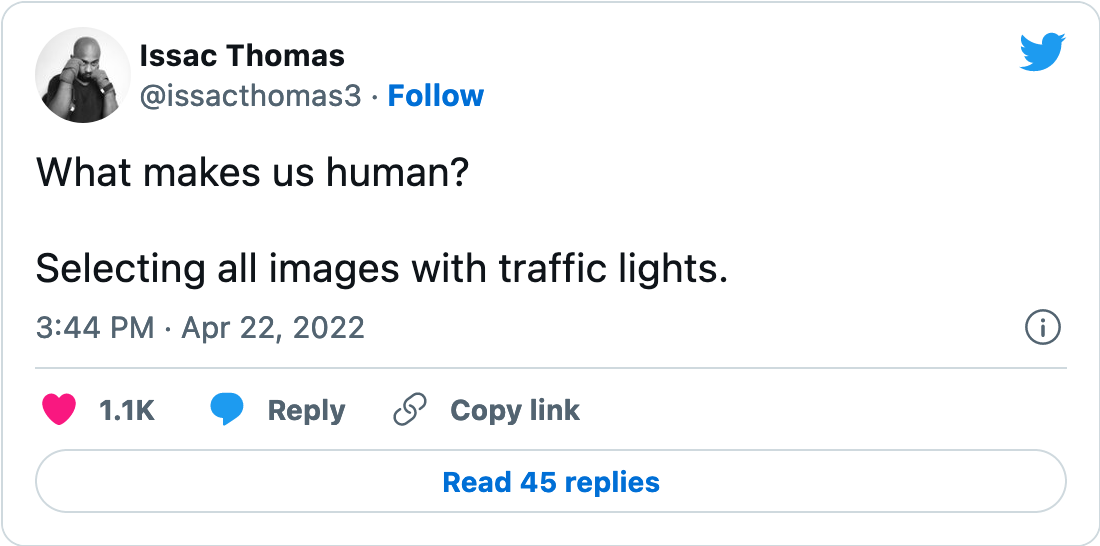 Issac Thomas
@issacthomas3 · Follow
What makes us human?
Selecting all images with traffic lights.
3:44 PM · Apr 22, 2022
1.1K Reply Copy link
Read 45 replies